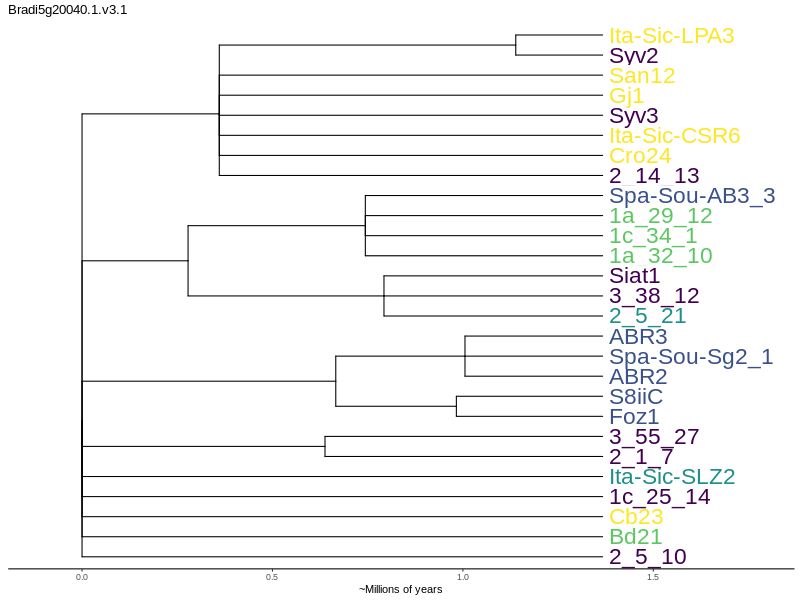 Bradi5g20040.1.v3.1
Ita-Sic-LPA3
Syv2
San12
Gj1
Syv3
Ita-Sic-CSR6
Cro24
2_14_13
Spa-Sou-AB3_3
1a_29_12
1c_34_1
1a_32_10
Siat1
3_38_12
2_5_21
ABR3
Spa-Sou-Sg2_1
ABR2
S8iiC
Foz1
3_55_27
2_1_7
Ita-Sic-SLZ2
1c_25_14
Cb23
Bd21
2_5_10
0.0 0.5 1.0 1.5
~Millions of years